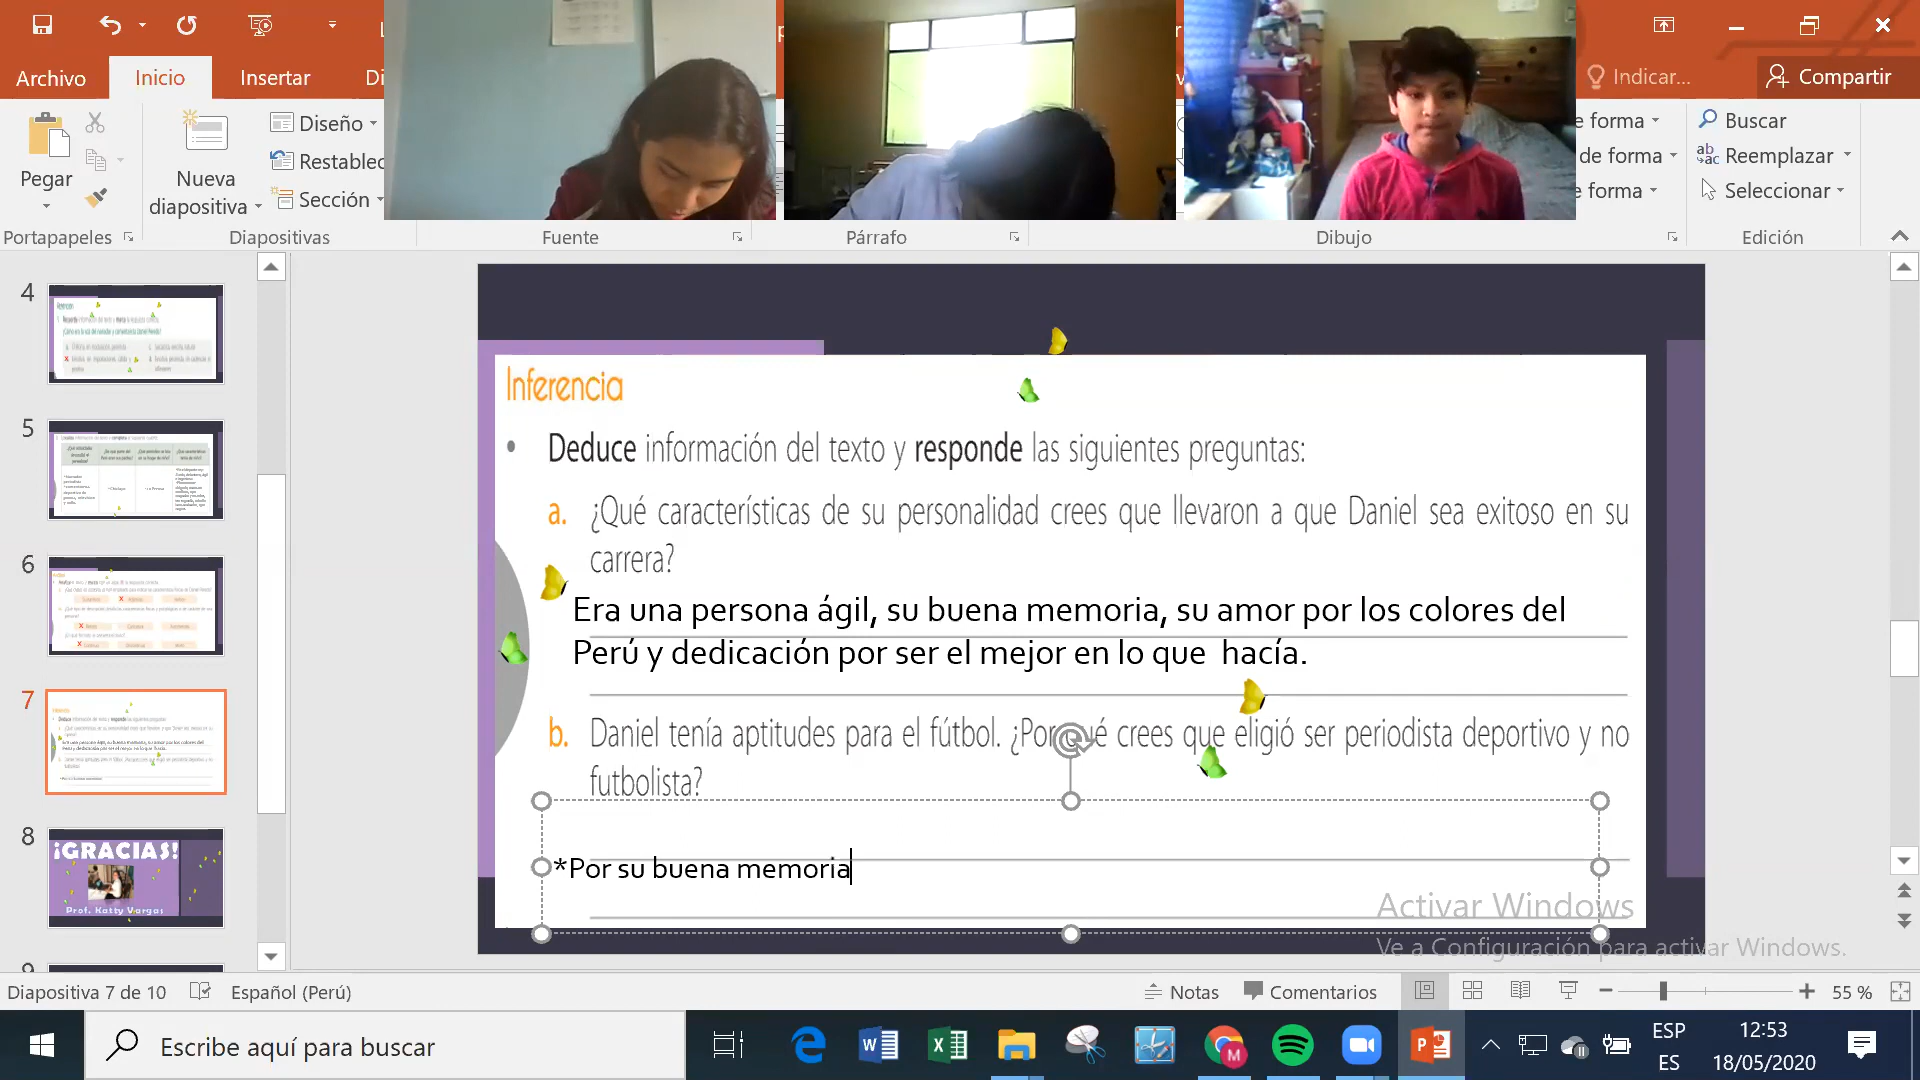 Archivo
Inicio
Insertar
Indicar...
Compartir
Pegar
Nueva
diapositiva
Diseño
Sección
Portapapeles
Diapositivas
Fuente
Párrafo
Dibujo
e forma
de forma
e forma
Buscar
Reemplazar
Seleccionar
Edición
4
5
6
7
8
¡GRACIAS!
Prof. Katty Vargas
Inferencia
• Deduce información del texto y responde las siguientes preguntas:
a. ¿Qué características de su personalidad crees que llevaron a que Daniel sea exitoso en su
carrera?
Era una persona ágil, su buena memoria, su amor por los colores del
Perú y dedicación por ser el mejor en lo que hacía.
b. Daniel tenía aptitudes para el fútbol. ¿Por qué crees que eligió ser periodista deportivo y no
futbolista?
*Por su buena memoria
Activar Windows
Ve a Configuración para activar Windows.
Diapositiva 7 de 10
Español (Perú)
Notas
Comentarios
55 %
Escribe aquí para buscar
ESP
ES
12:53
18/05/2020